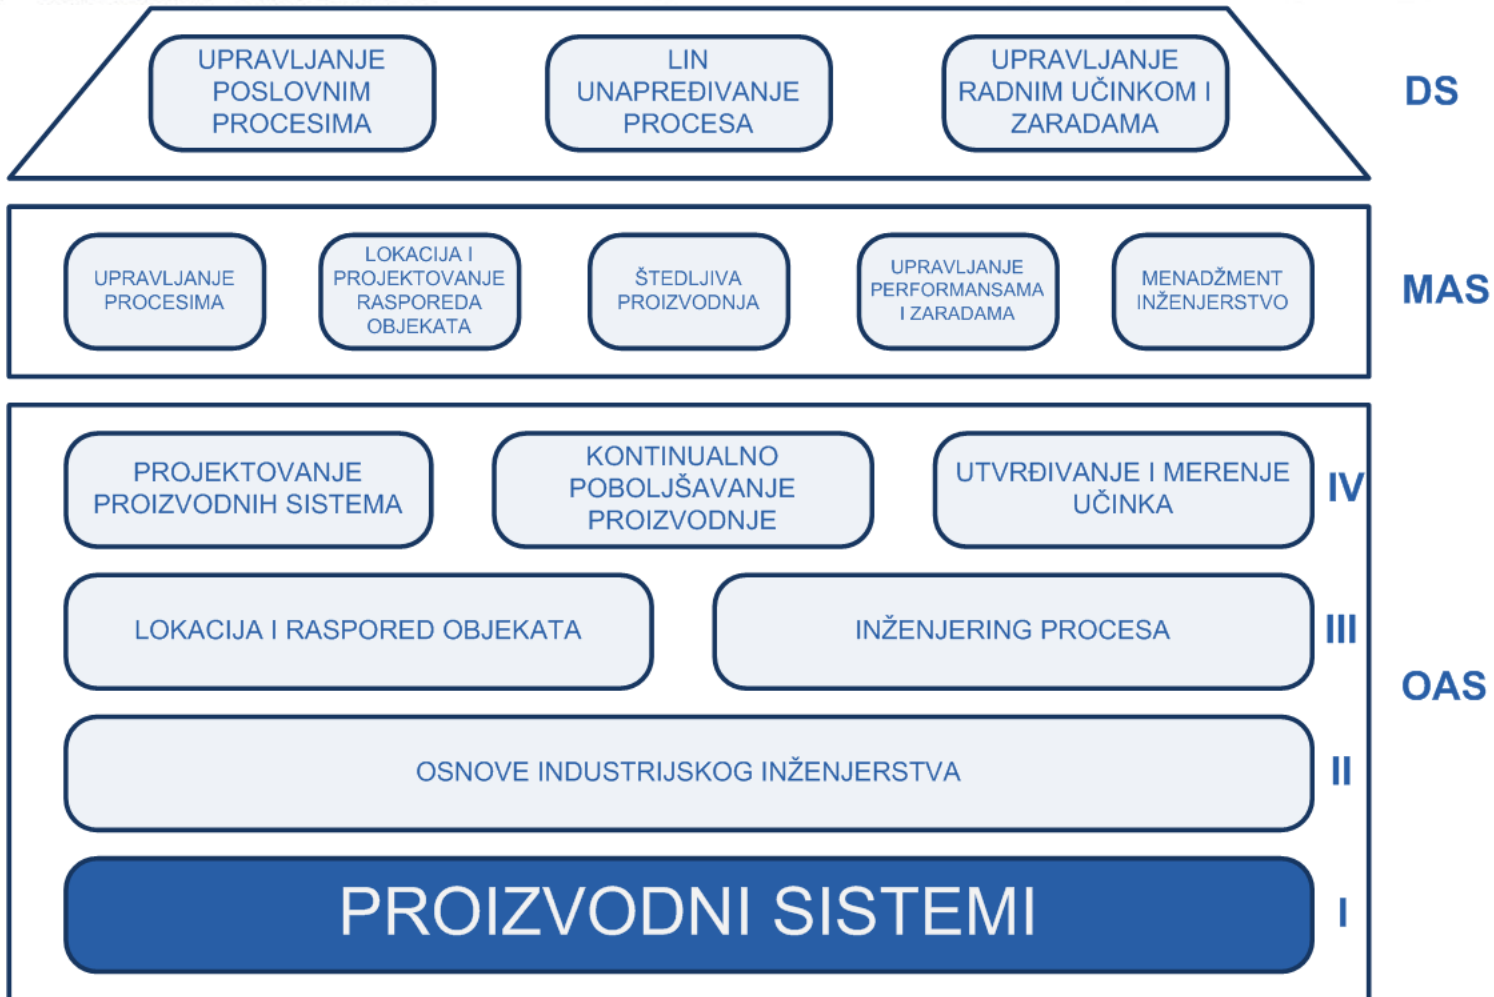 UPRAVLJANJE
POSLOVNIM
PROCESIMA
LIN
UNAPREĐIVANJE
PROCESA
UPRAVLJANJE
RADNIM UČINKOM I
ZARADAMA
DS
UPRAVLJANJE
PROCESIMA
LOKACIJA I
PROJEKTOVANJE
RASPOREDA
OBJEKATA
ŠTEDLJIVA
PROIZVODNJA
UPRAVLJANJE
PERFORMANSAMA
I ZARADAMA
MENADŽMENT
INŽENJERSTVO
MAS
PROJEKTOVANJE
PROIZVODNIH SISTEMA
KONTINUALNO
POBOLJŠAVANJE
PROIZVODNJE
UTVRĐIVANJE I MERENJE
UČINKA
IV
LOKACIJA I RASPORED OBJEKATA
INŽENJERING PROCESA
III
OAS
OSNOVE INDUSTRIJSKOG INŽENJERSTVA
II
PROIZVODNI SISTEMI
I